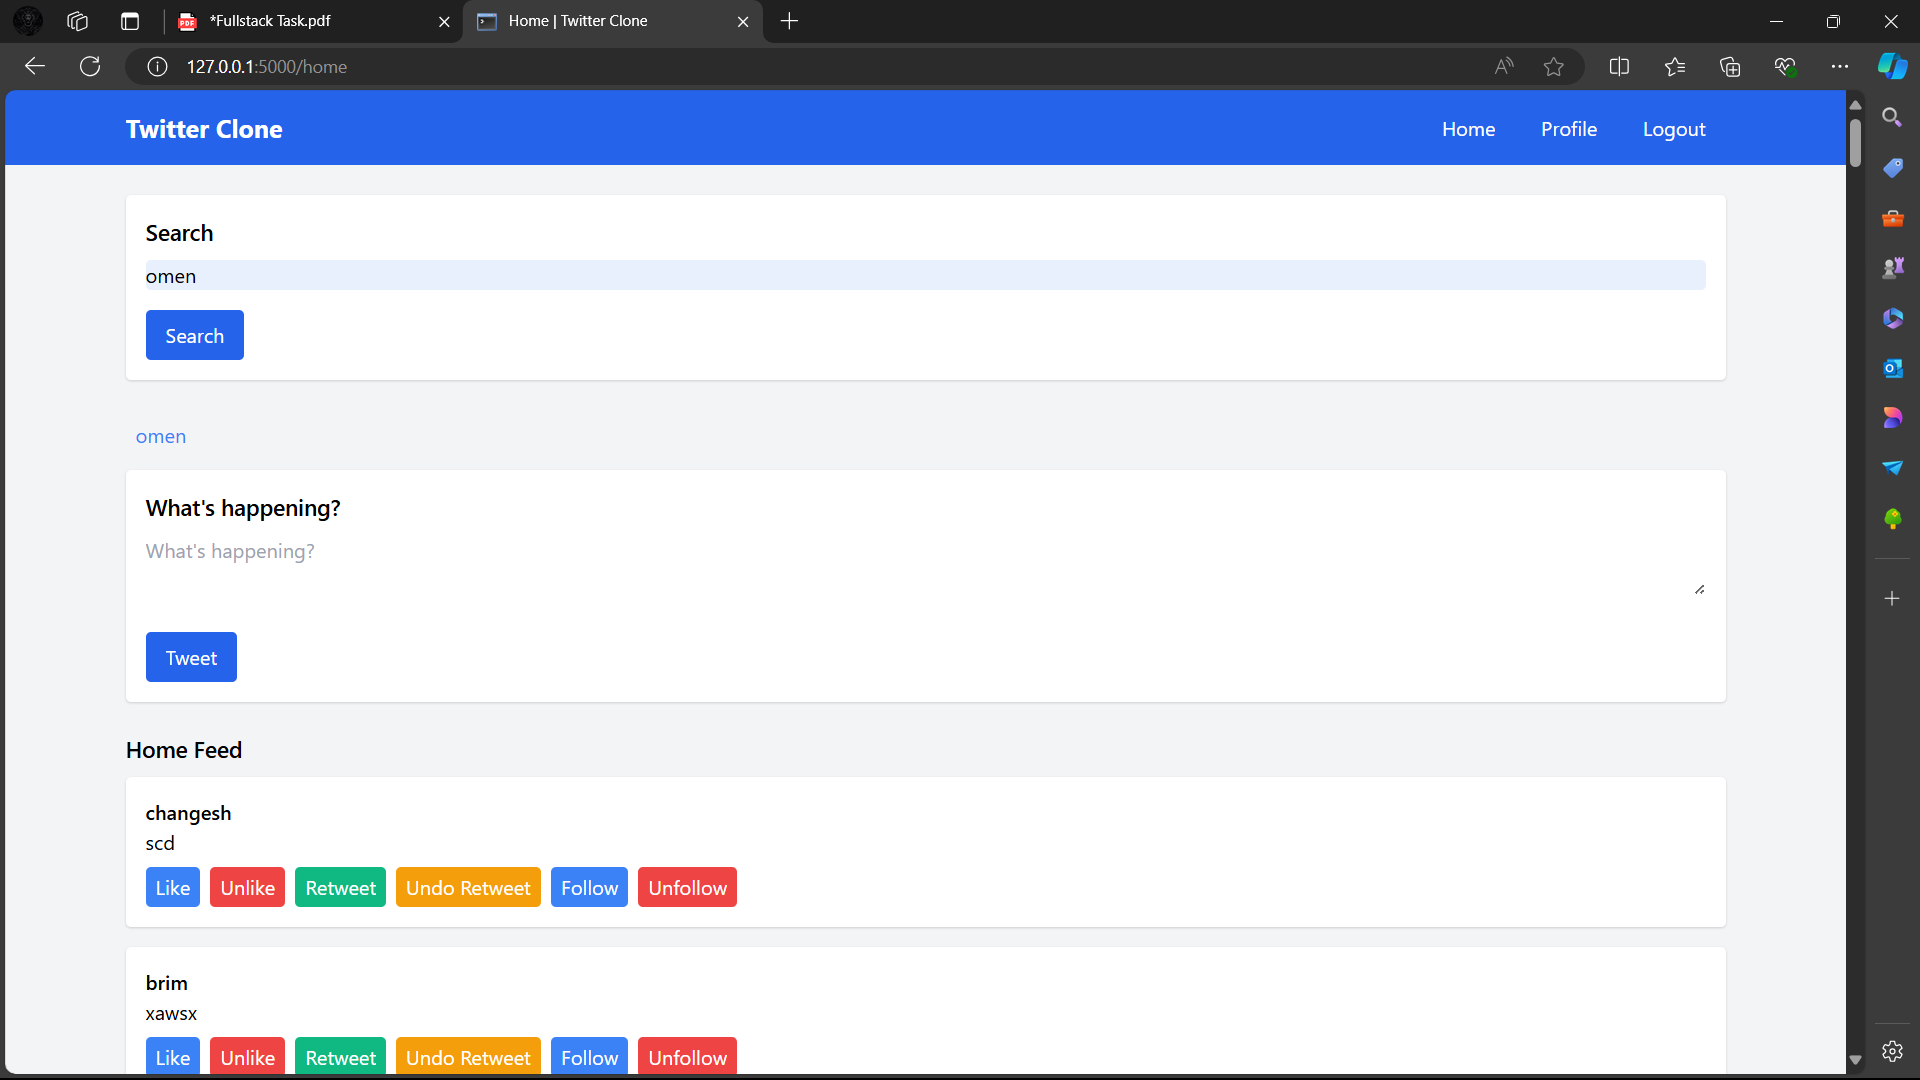 *Fullstack Task.pdf
Home | Twitter Clone
127.0.0.1:5000/home
Twitter Clone
Home Profile Logout
Search
omen
Search
omen
What's happening?
What's happening?
Tweet
Home Feed
changesh
scd
Like Unlike Retweet Undo Retweet Follow Unfollow
brim
xawsx
Like Unlike Retweet Undo Retweet Follow Unfollow